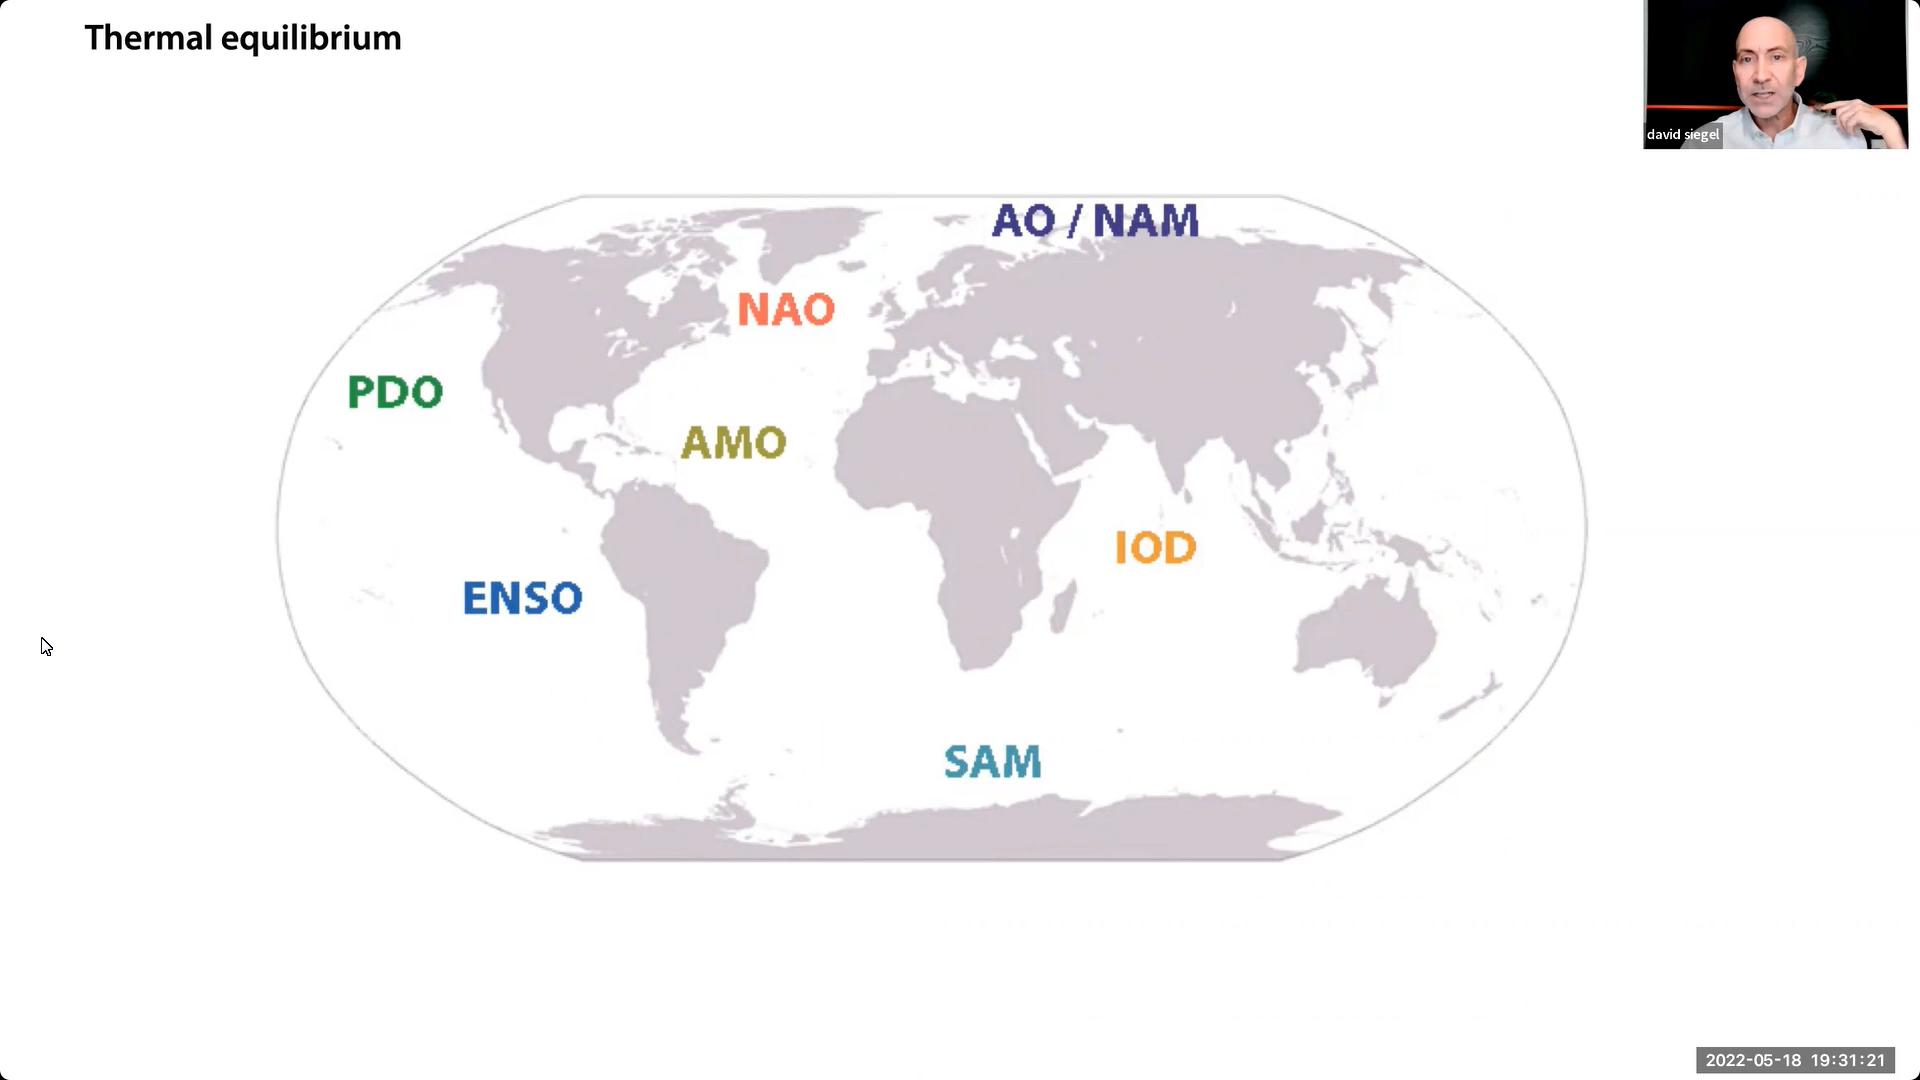 Thermal equilibrium
david siegel
AO / NAM
NAO
PDO
AMO
IOD
ENSO
SAM
2022-05-18 19:31:21